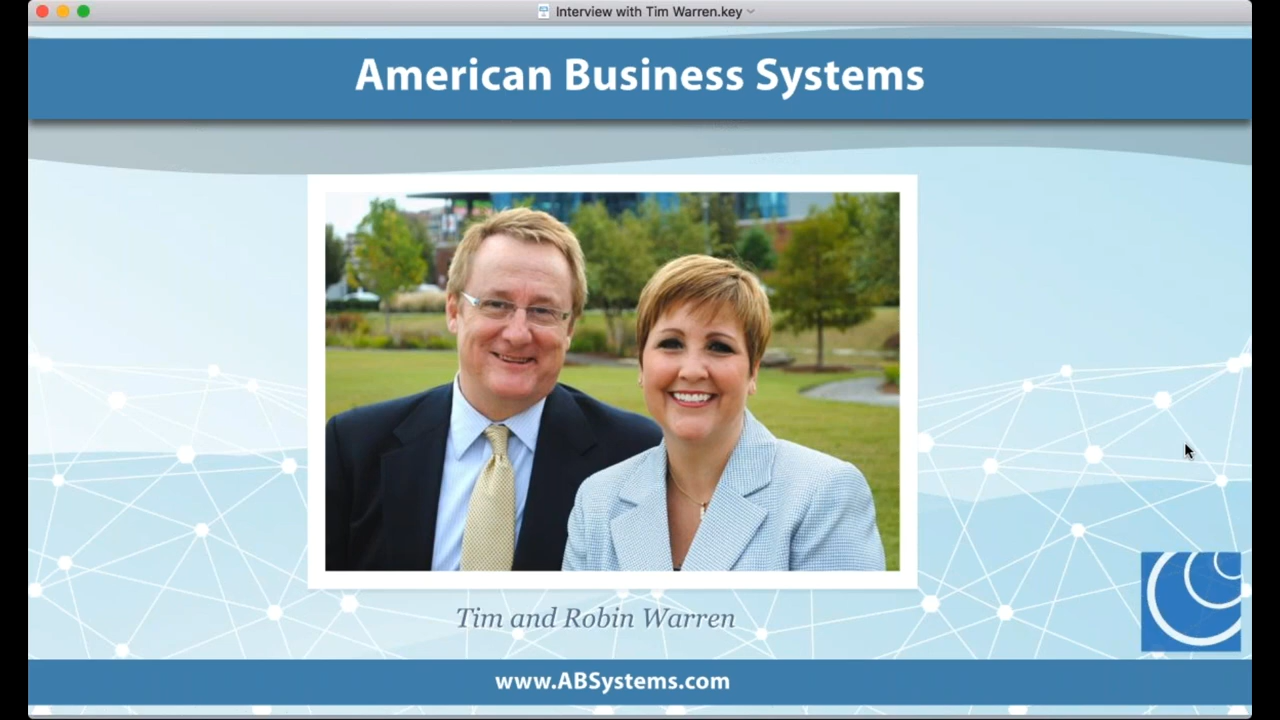 Interview with Tim Warren.key
American Business Systems
Tim and Robin Warren
www.ABSystems.com